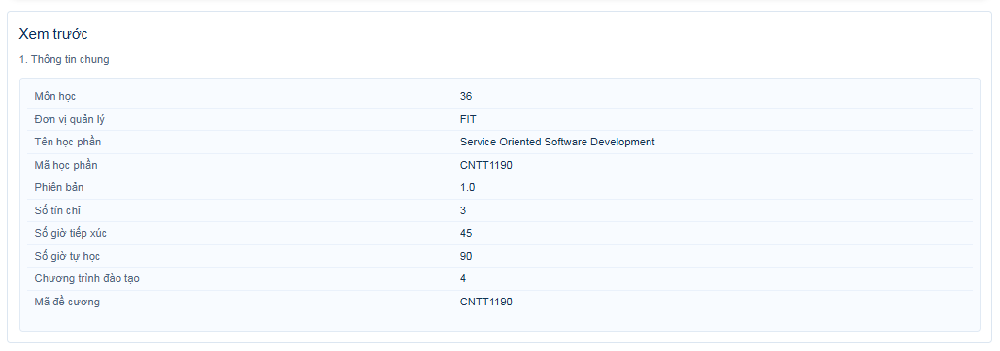 Xem trước
1. Thông tin chung
Môn học 36
Đơn vị quản lý FIT
Tên học phần Service Oriented Software Development
Mã học phần CNTT1190
Phiên bản 1.0
Số tín chỉ 3
Số giờ tiếp xúc 45
Số giờ tự học 90
Chương trình đào tạo 4
Mã đề cương CNTT1190